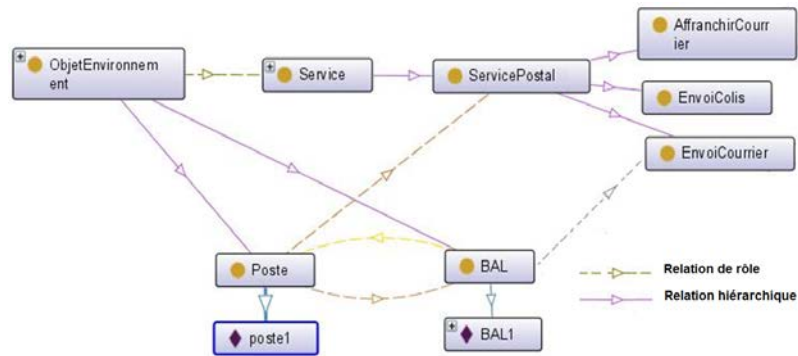 ObjetEnvironnem
ent
Service
ServicePostal
AffranchirCourr
ier
EnvoiColis
EnvoiCourrier
Poste
BAL
poste1
BAL1
Relation de rôle
Relation hiérarchique